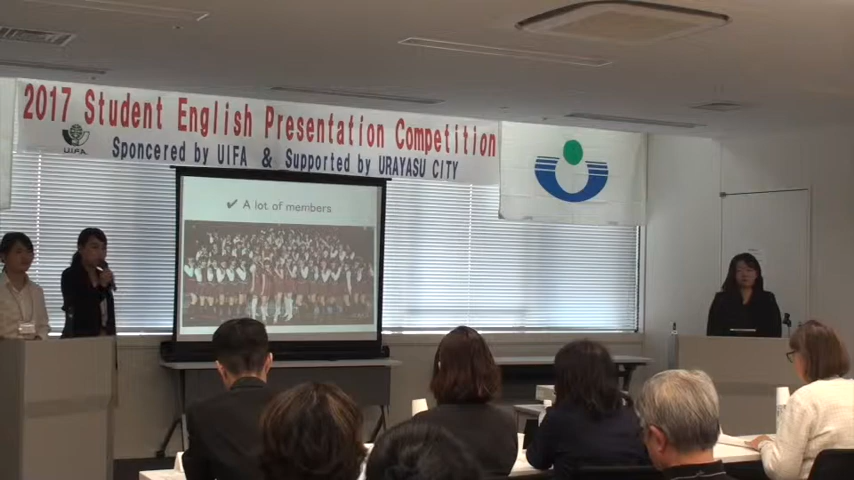 2017 Student English Presentation Competition
UIFA
Sponcered by UIFA & Supported by URAYASU CITY
✔ A lot of members